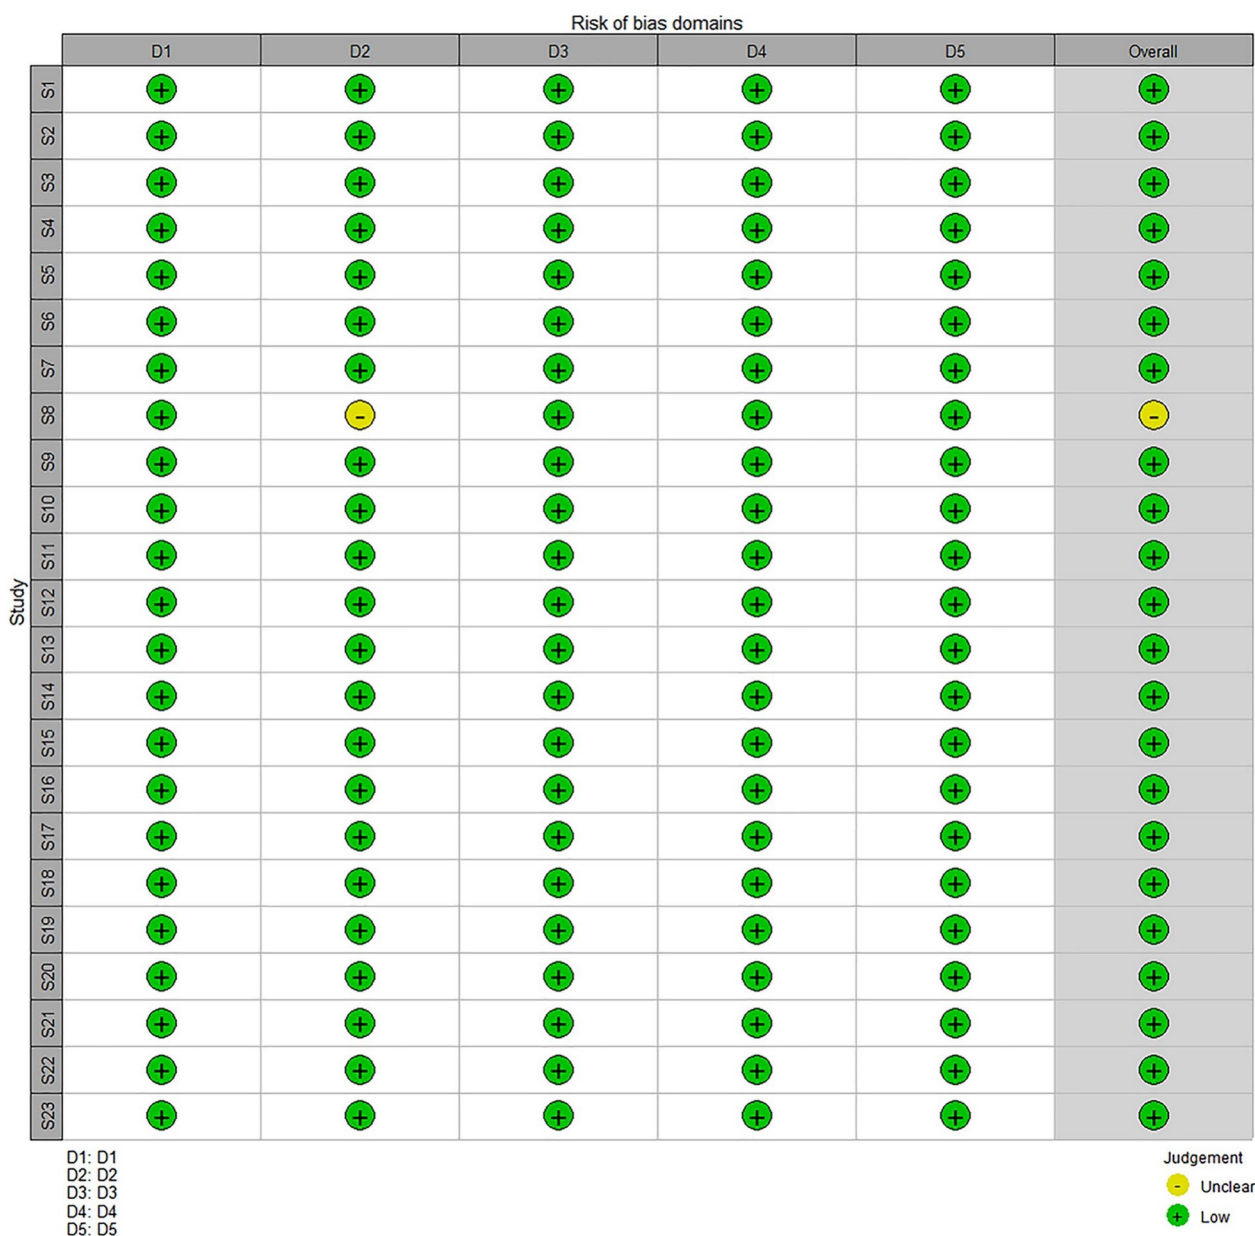 Risk of bias domains
D1 D2 D3 D4 D5 Overall
Study
S1 + + + + + +
S2 + + + + + +
S3 + + + + + +
S4 + + + + + +
S5 + + + + + +
S6 + + + + + +
S7 + + + + + +
S8 + - + + + -
S9 + + + + + +
S10 + + + + + +
S11 + + + + + +
S12 + + + + + +
S13 + + + + + +
S14 + + + + + +
S15 + + + + + +
S16 + + + + + +
S17 + + + + + +
S18 + + + + + +
S19 + + + + + +
S20 + + + + + +
S21 + + + + + +
S22 + + + + + +
S23 + + + + + +
D1: D1
D2: D2
D3: D3
D4: D4
D5: D5
Judgement
- Unclear
+ Low